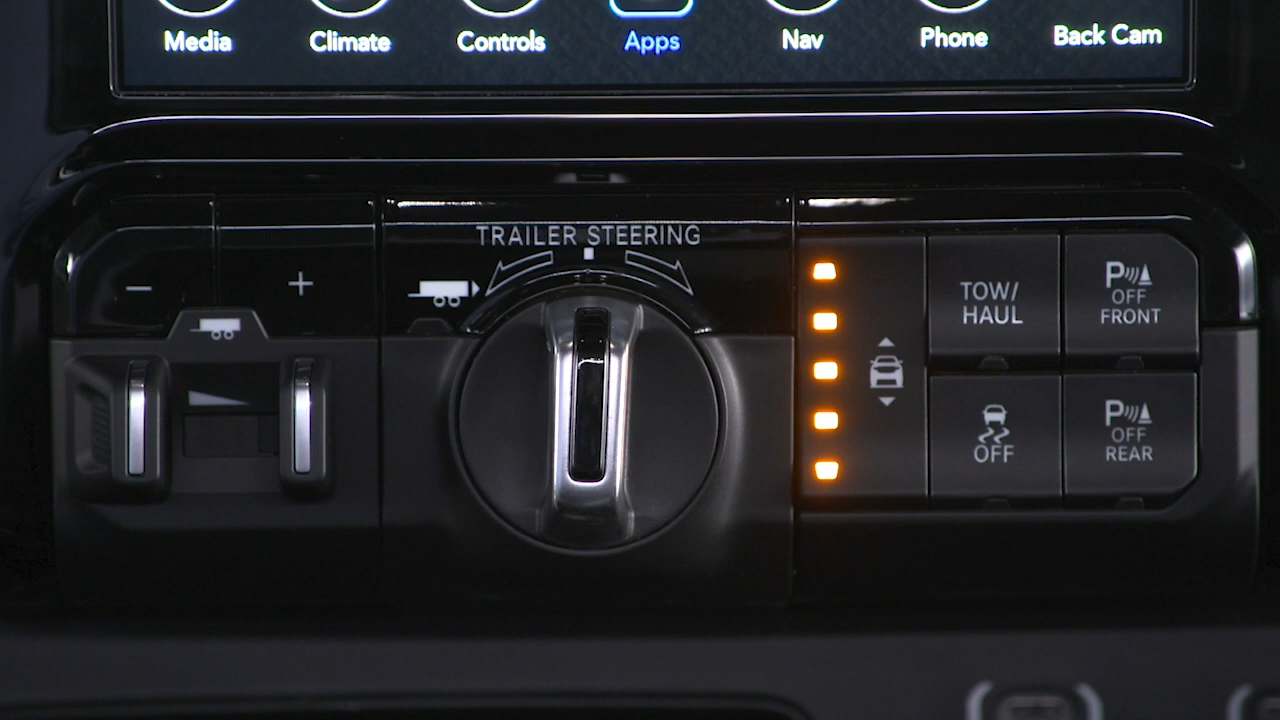 Media Climate Controls Apps Nav Phone Back Cam
TRAILER STEERING
− +
TOW/
HAUL
P
OFF
FRONT
OFF
P
OFF
REAR